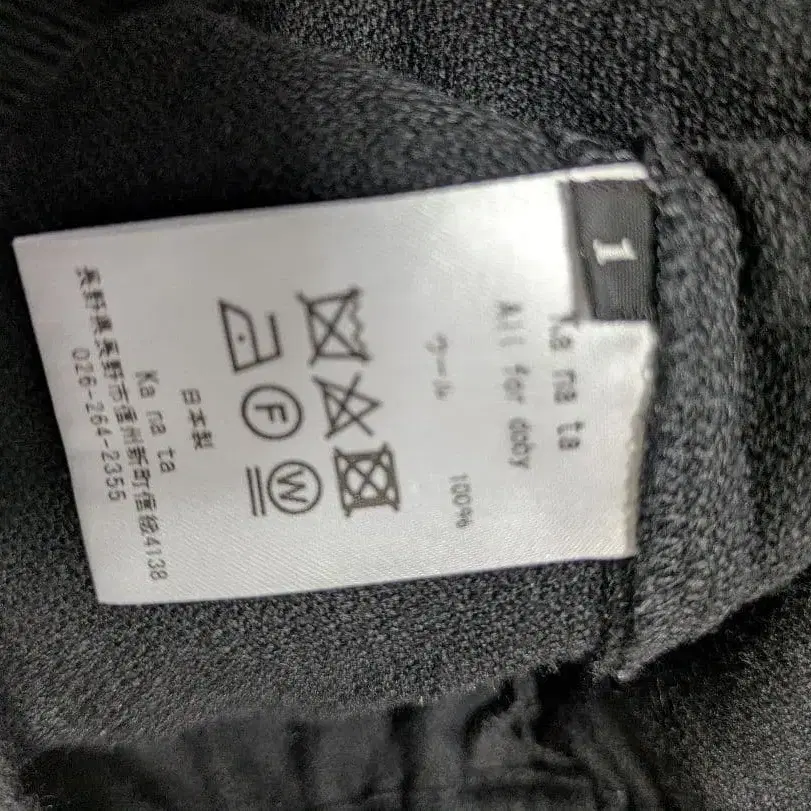 1
Ka na ta
All for doby
ウール 100%
F
W
日本製
Ka na ta
長野県長野市信州新町信級4138
026-264-2355